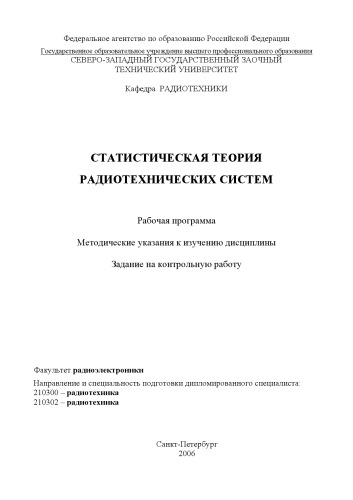 Федеральное агентство по образованию Российской Федерации
Государственное образовательное учреждение высшего профессионального образования
СЕВЕРО-ЗАПАДНЫЙ ГОСУДАРСТВЕННЫЙ ЗАОЧНЫЙ
ТЕХНИЧЕСКИЙ УНИВЕРСИТЕТ
Кафедра РАДИОТЕХНИКИ
СТАТИСТИЧЕСКАЯ ТЕОРИЯ
РАДИОТЕХНИЧЕСКИХ СИСТЕМ
Рабочая программа
Методические указания к изучению дисциплины
Задание на контрольную работу
Факультет радиоэлектроники
Направление и специальность подготовки дипломированного специалиста:
210300 – радиотехника
210302 – радиотехника
Санкт-Петербург
2006